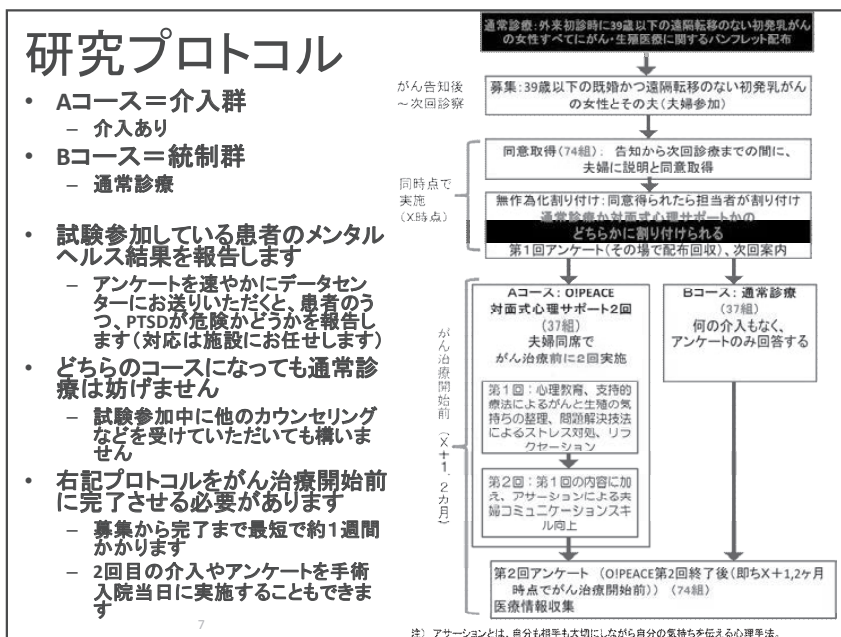 研究プロトコル
• Aコース=介入群
– 介入あり
• Bコース=統制群
– 通常診療
• 試験参加している患者のメンタル
ヘルス結果を報告します
– アンケートを速やかにデータセン
ターにお送りいただくと、患者のう
つ、PTSDが危険かどうかを報告し
ます(対応は施設にお任せします)
• どちらのコースになっても通常診
療は妨げません
– 試験参加中に他のカウンセリング
などを受けていただいても構いま
せん
• 右記プロトコルをがん治療開始前
に完了させる必要があります
– 募集から完了まで最短で約1週間
かかります
– 2回目の介入やアンケートを手術
入院当日に実施することもできま
す
7
通常診療:外来初診時に39歳以下の遠隔転移のない初発乳がん
の女性すべてにがん・生殖医療に関するパンフレット配布
がん告知後
~次回診察
募集:39歳以下の既婚かつ遠隔転移のない初発乳がん
の女性とその夫(夫婦参加)
同時点で
実施
(X時点)
同意取得(74組): 告知から次回診療までの間に、
夫婦に説明と同意取得
無作為化割り付け:同意得られたら担当者が割り付け
通常診療か対面式心理サポートかの
どちらかに割り付けられる
第1回アンケート(その場で配布回収)、次回案内
がん治療開始前(X+1,2カ月)
Aコース:O!PEACE
対面式心理サポート2回
(37組)
夫婦同席で
がん治療前に2回実施
第1回:心理教育、支持的
療法によるがんと生殖の気
持ちの整理、問題解決技法
によるストレス対処、リラ
クセーション
第2回:第1回の内容に加
え、アサーションによる夫
婦コミュニケーションスキ
ル向上
Bコース:通常診療
(37組)
何の介入もなく、
アンケートのみ回答する
第2回アンケート (O!PEACE第2回終了後(即ちX+1,2ヶ月
時点でがん治療開始前)) (74組)
医療情報収集
注) アサーションとは、自分も相手も大切にしながら自分の気持ちを伝える心理手法。